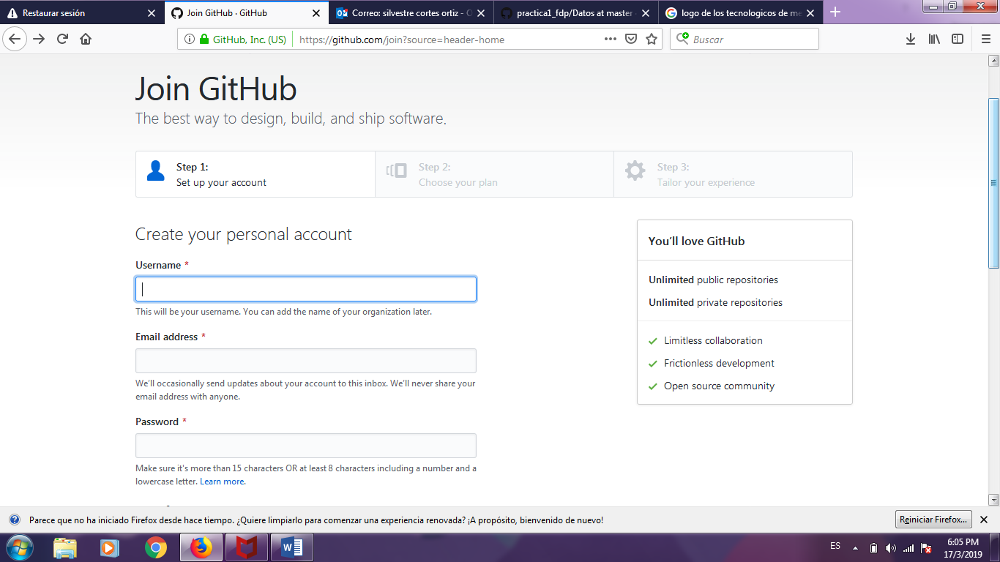 Restaurar sesión
Join GitHub · GitHub
Correo: silvestre cortes ortiz - O
practica1_fdp/Datos at master ·
logo de los tecnologicos de me
GitHub, Inc. (US)
https://github.com/join?source=header-home
Buscar
Join GitHub
The best way to design, build, and ship software.
Step 1:
Set up your account
Step 2:
Choose your plan
Step 3:
Tailor your experience
Create your personal account
Username *
This will be your username. You can add the name of your organization later.
Email address *
We'll occasionally send updates about your account to this inbox. We'll never share your
email address with anyone.
Password *
Make sure it's more than 15 characters OR at least 8 characters including a number and a
lowercase letter. Learn more.
You'll love GitHub
Unlimited public repositories
Unlimited private repositories
Limitless collaboration
Frictionless development
Open source community
Parece que no ha iniciado Firefox desde hace tiempo. ¿Quiere limpiarlo para comenzar una experiencia renovada? ¡A propósito, bienvenido de nuevo!
Reiniciar Firefox...
ES
6:05 PM
17/3/2019